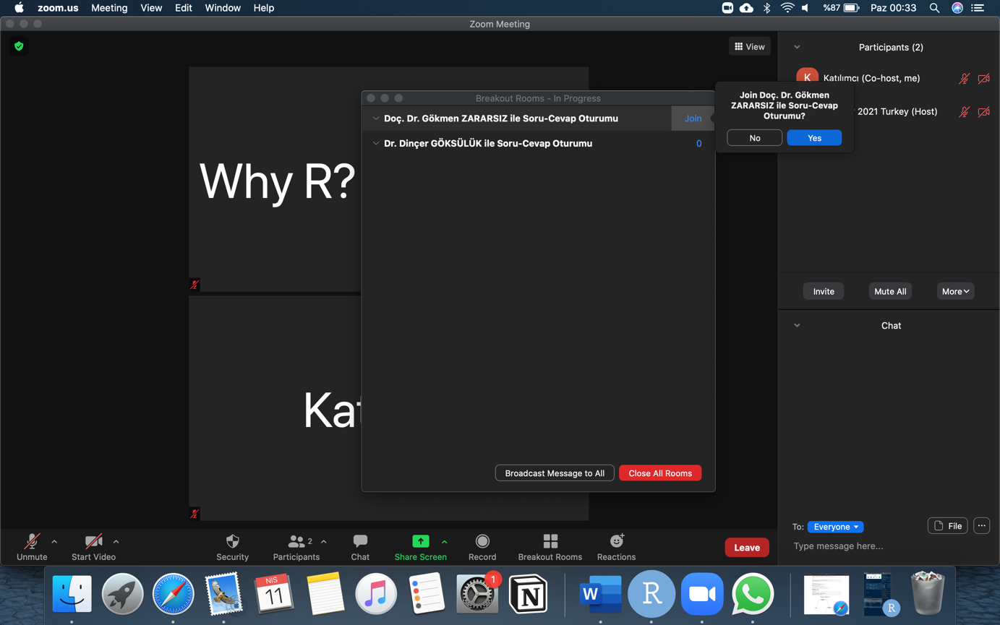 zoom.us Meeting View Edit Window Help
%87 Paz 00:33
Zoom Meeting
View
Participants (2)
K Katılımcı (Co-host, me)
2021 Turkey (Host)
Join Doç. Dr. Gökmen
ZARARSIZ ile Soru-Cevap
Oturumu?
No Yes
Breakout Rooms - In Progress
Doç. Dr. Gökmen ZARARSIZ ile Soru-Cevap Oturumu Join
Dr. Dinçer GÖKSÜLÜK ile Soru-Cevap Oturumu 0
Why R?
Kat
Broadcast Message to All Close All Rooms
Invite Mute All More
Chat
To: Everyone File
Type message here...
Unmute Start Video Security Participants 2 Chat Share Screen Record Breakout Rooms Reactions Leave
NIS
11
1
N
W
R
R